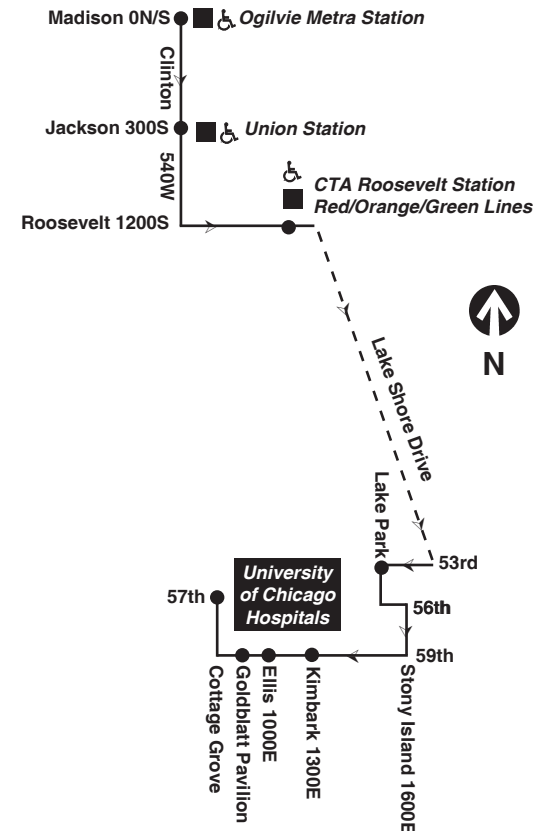 Madison 0N/S
Ogilvie Metra Station
Clinton
Jackson 300S
Union Station
540W
CTA Roosevelt Station
Red/Orange/Green Lines
Roosevelt 1200S
N
Lake Shore Drive
Lake Park
53rd
University
of Chicago
Hospitals
57th
56th
59th
Cottage Grove
Goldblatt Pavilion
Ellis 1000E
Kimbark 1300E
Stony Island 1600E